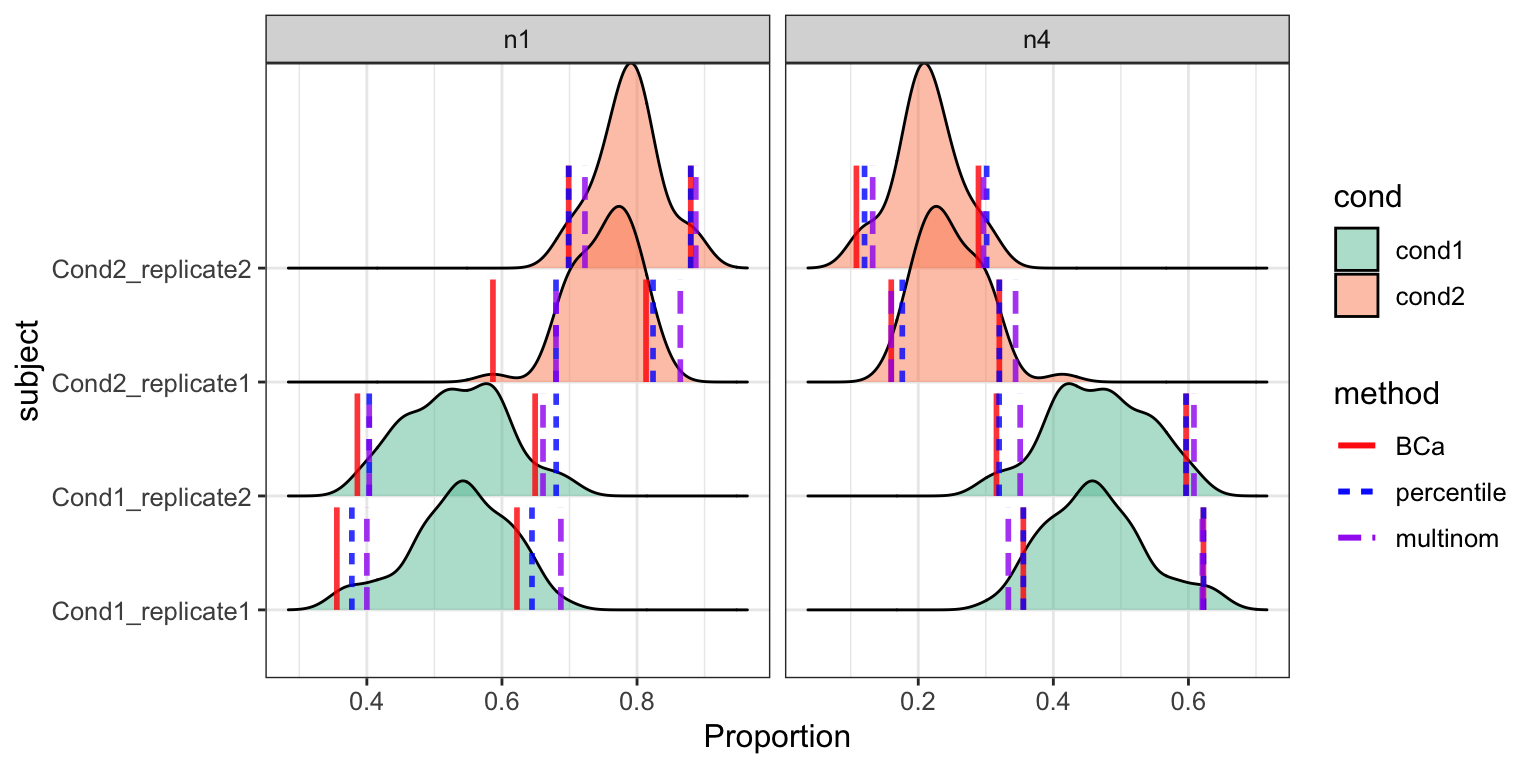 n1
n4
subject
Cond2_replicate2
Cond2_replicate1
Cond1_replicate2
Cond1_replicate1
0.4 0.6 0.8
0.2 0.4 0.6
Proportion
cond
cond1
cond2
method
BCa
percentile
multinom